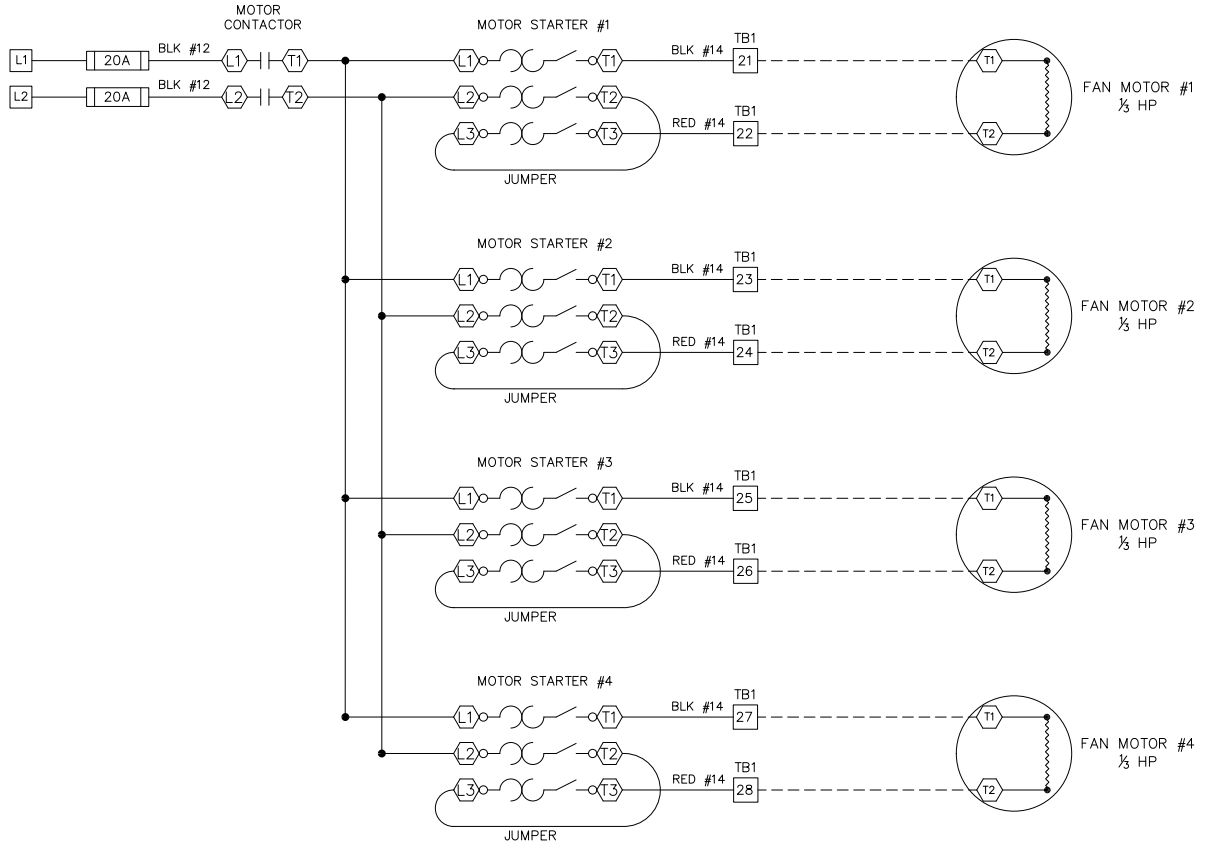 MOTOR
CONTACTOR
MOTOR STARTER #1
L1 20A BLK #12 L1 T1 L1 T1 BLK #14 TB1 21 T1
L2 20A BLK #12 L2 T2 L2 T2
FAN MOTOR #1
⅓ HP
L3 T3 RED #14 TB1 22 T2
JUMPER
MOTOR STARTER #2
L1 T1 BLK #14 TB1 23 T1
L2 T2
FAN MOTOR #2
⅓ HP
L3 T3 RED #14 TB1 24 T2
JUMPER
MOTOR STARTER #3
L1 T1 BLK #14 TB1 25 T1
L2 T2
FAN MOTOR #3
⅓ HP
L3 T3 RED #14 TB1 26 T2
JUMPER
MOTOR STARTER #4
L1 T1 BLK #14 TB1 27 T1
L2 T2
FAN MOTOR #4
⅓ HP
L3 T3 RED #14 TB1 28 T2
JUMPER